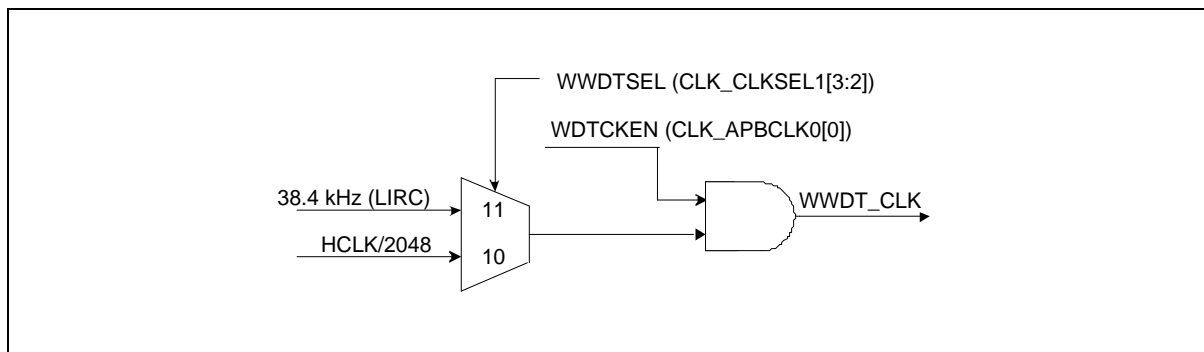 WWDTSEL (CLK_CLKSEL1[3:2])
WDTCKEN (CLK_APBCLK0[0])
38.4 kHz (LIRC)
11
WWDT_CLK
HCLK/2048
10